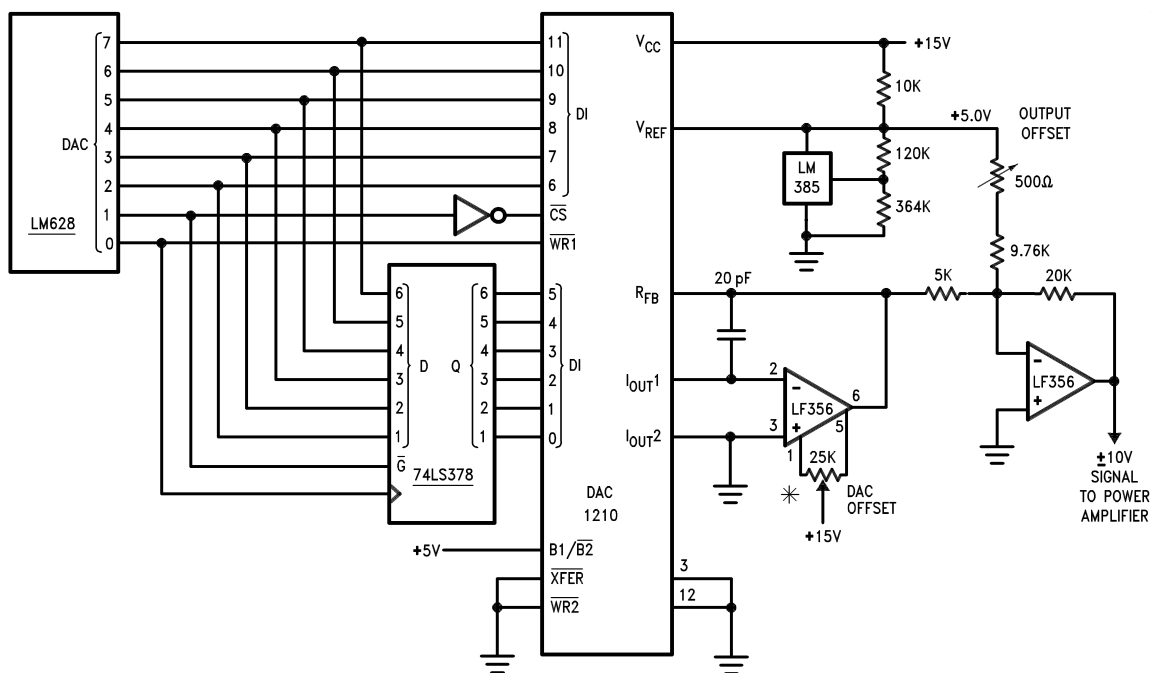 7
6
5
4
3
2
1
0
DAC
LM628
11
10
9
8
7
6
DI
CS
WR1
6
5
4
3
2
1
D
G
74LS378
6
5
4
3
2
1
Q
5
4
3
2
1
0
DI
DAC
1210
+5V
B1/B2
XFER
WR2
VCC
+15V
10K
VREF
+5.0V
OUTPUT
OFFSET
LM
385
120K
364K
500Ω
9.76K
RFB
20 pF
5K
20K
IOUT1
2
-
LF356
6
IOUT2
3
+
5
1
25K
✳
DAC
OFFSET
+15V
-
LF356
+
±10V
SIGNAL
TO POWER
AMPLIFIER
3
12